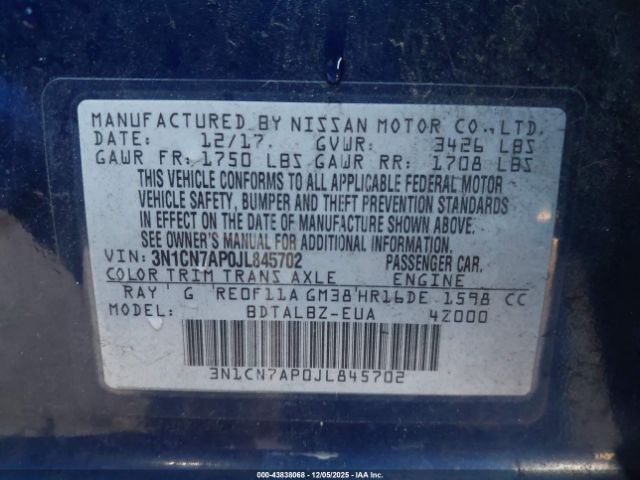 MANUFACTURED BY NISSAN MOTOR CO.,LTD.
DATE: 12/17. GVWR: 3426 LBS
GAWR FR: 1750 LBS GAWR RR: 1708 LBS
THIS VEHICLE CONFORMS TO ALL APPLICABLE FEDERAL MOTOR
VEHICLE SAFETY, BUMPER AND THEFT PREVENTION STANDARDS
IN EFFECT ON THE DATE OF MANUFACTURE SHOWN ABOVE.
SEE OWNER'S MANUAL FOR ADDITIONAL INFORMATION.
VIN: 3N1CN7AP0JL845702 PASSENGER CAR.
COLOR TRIM TRANS AXLE ENGINE
RAY G RE0F11A GM38 HR16DE 1598 CC
MODEL: BDTALBZ-EUA 4Z000
3N1CN7AP0JL845702
000-43838068 - 12/05/2025 - IAA, Inc.